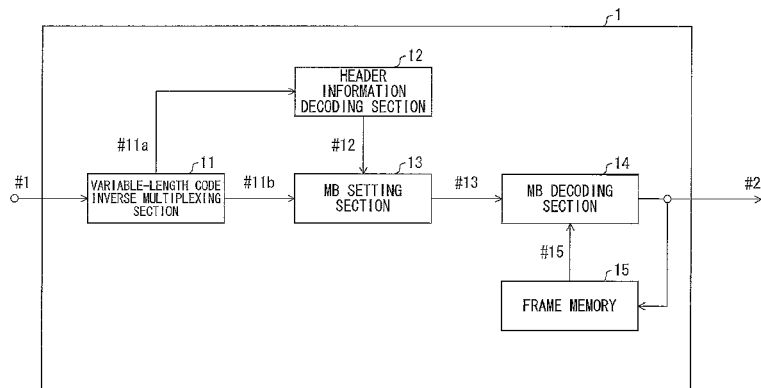 1
12
HEADER
INFORMATION
DECODING SECTION
#11a
11
#12
13
14
#1
VARIABLE-LENGTH CODE
INVERSE MULTIPLEXING
SECTION
#11b
MB SETTING
SECTION
#13
MB DECODING
SECTION
#2
#15
15
FRAME MEMORY